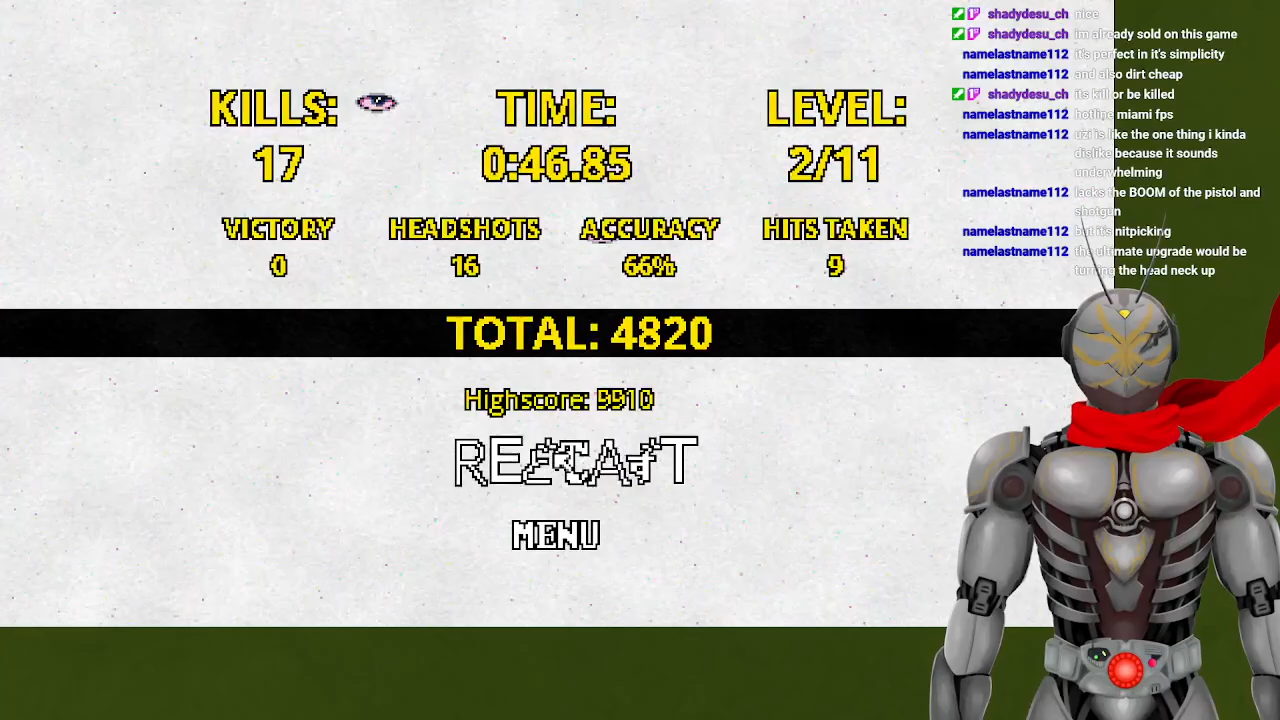 KILLS:
TIME:
LEVEL:
17
0:46.85
2/11
VICTORY
HEADSHOTS
ACCURACY
HITS TAKEN
0
16
66%
9
TOTAL: 4820
Highscore: 9910
MENU
shadydesu_ch nice
shadydesu_ch im already sold on this game
namelastname112 it's perfect in it's simplicity
namelastname112 and also dirt cheap
shadydesu_ch its kill or be killed
namelastname112 hotline miami fps
namelastname112 uzi is like the one thing i kinda
dislike because it sounds
underwhelming
namelastname112 lacks the BOOM of the pistol and
shotgun
namelastname112 but it's nitpicking
namelastname112 the ultimate upgrade would be
turning the head neck up